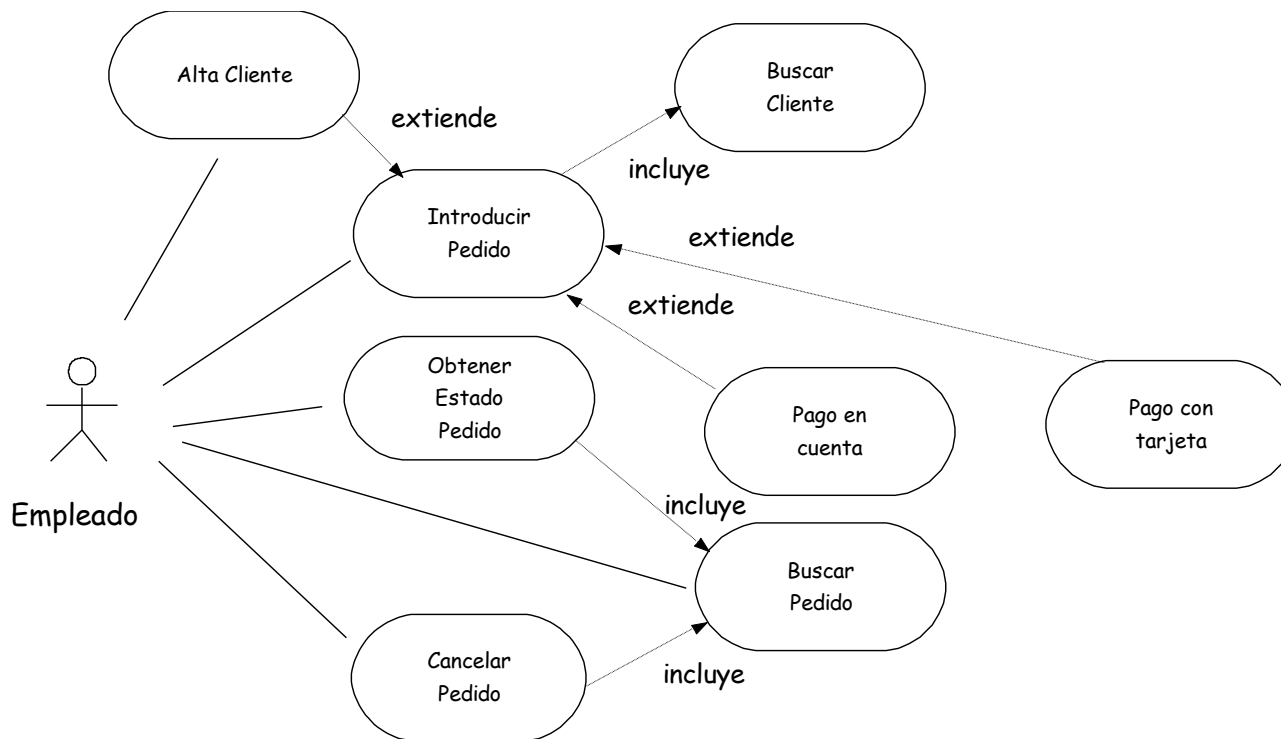 Alta Cliente
Buscar
Cliente
extiende
incluye
Introducir
Pedido
extiende
extiende
Obtener
Estado
Pedido
Pago en
cuenta
Pago con
tarjeta
Empleado
incluye
Buscar
Pedido
Cancelar
Pedido
incluye